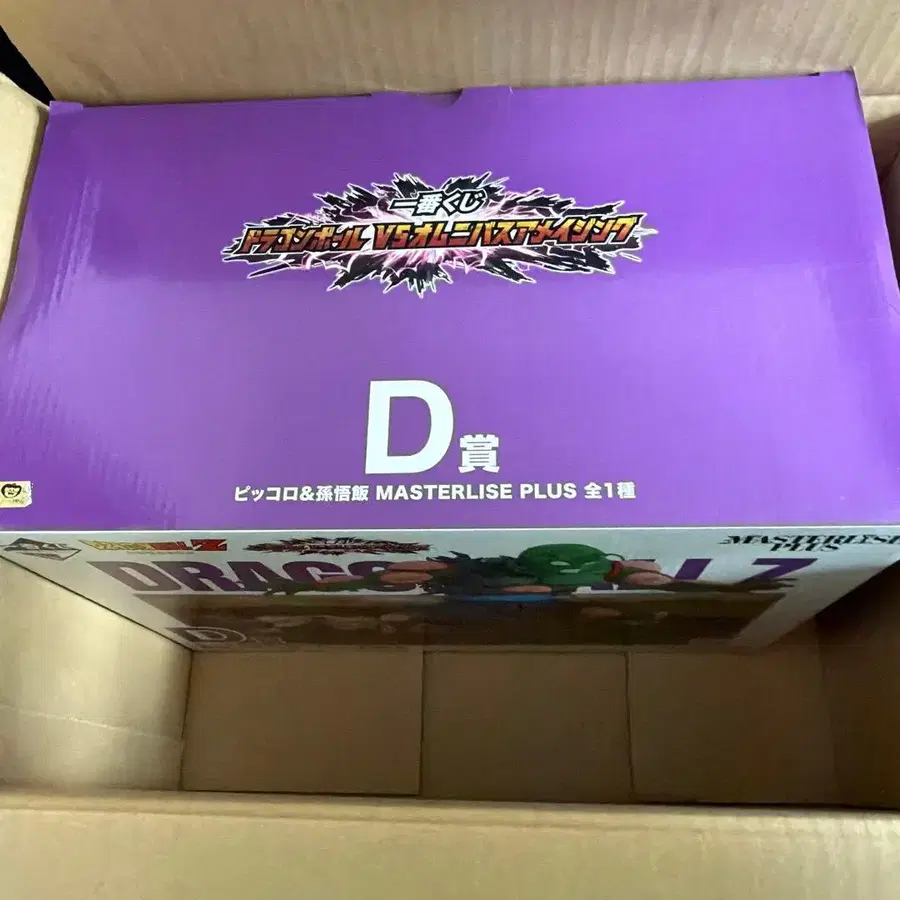 一番くじ
ドラゴンボール VSオムニバスアメイジング
D賞
ピッコロ&孫悟飯 MASTERLISE PLUS 全1種
MASTERLISE
PLUS
D